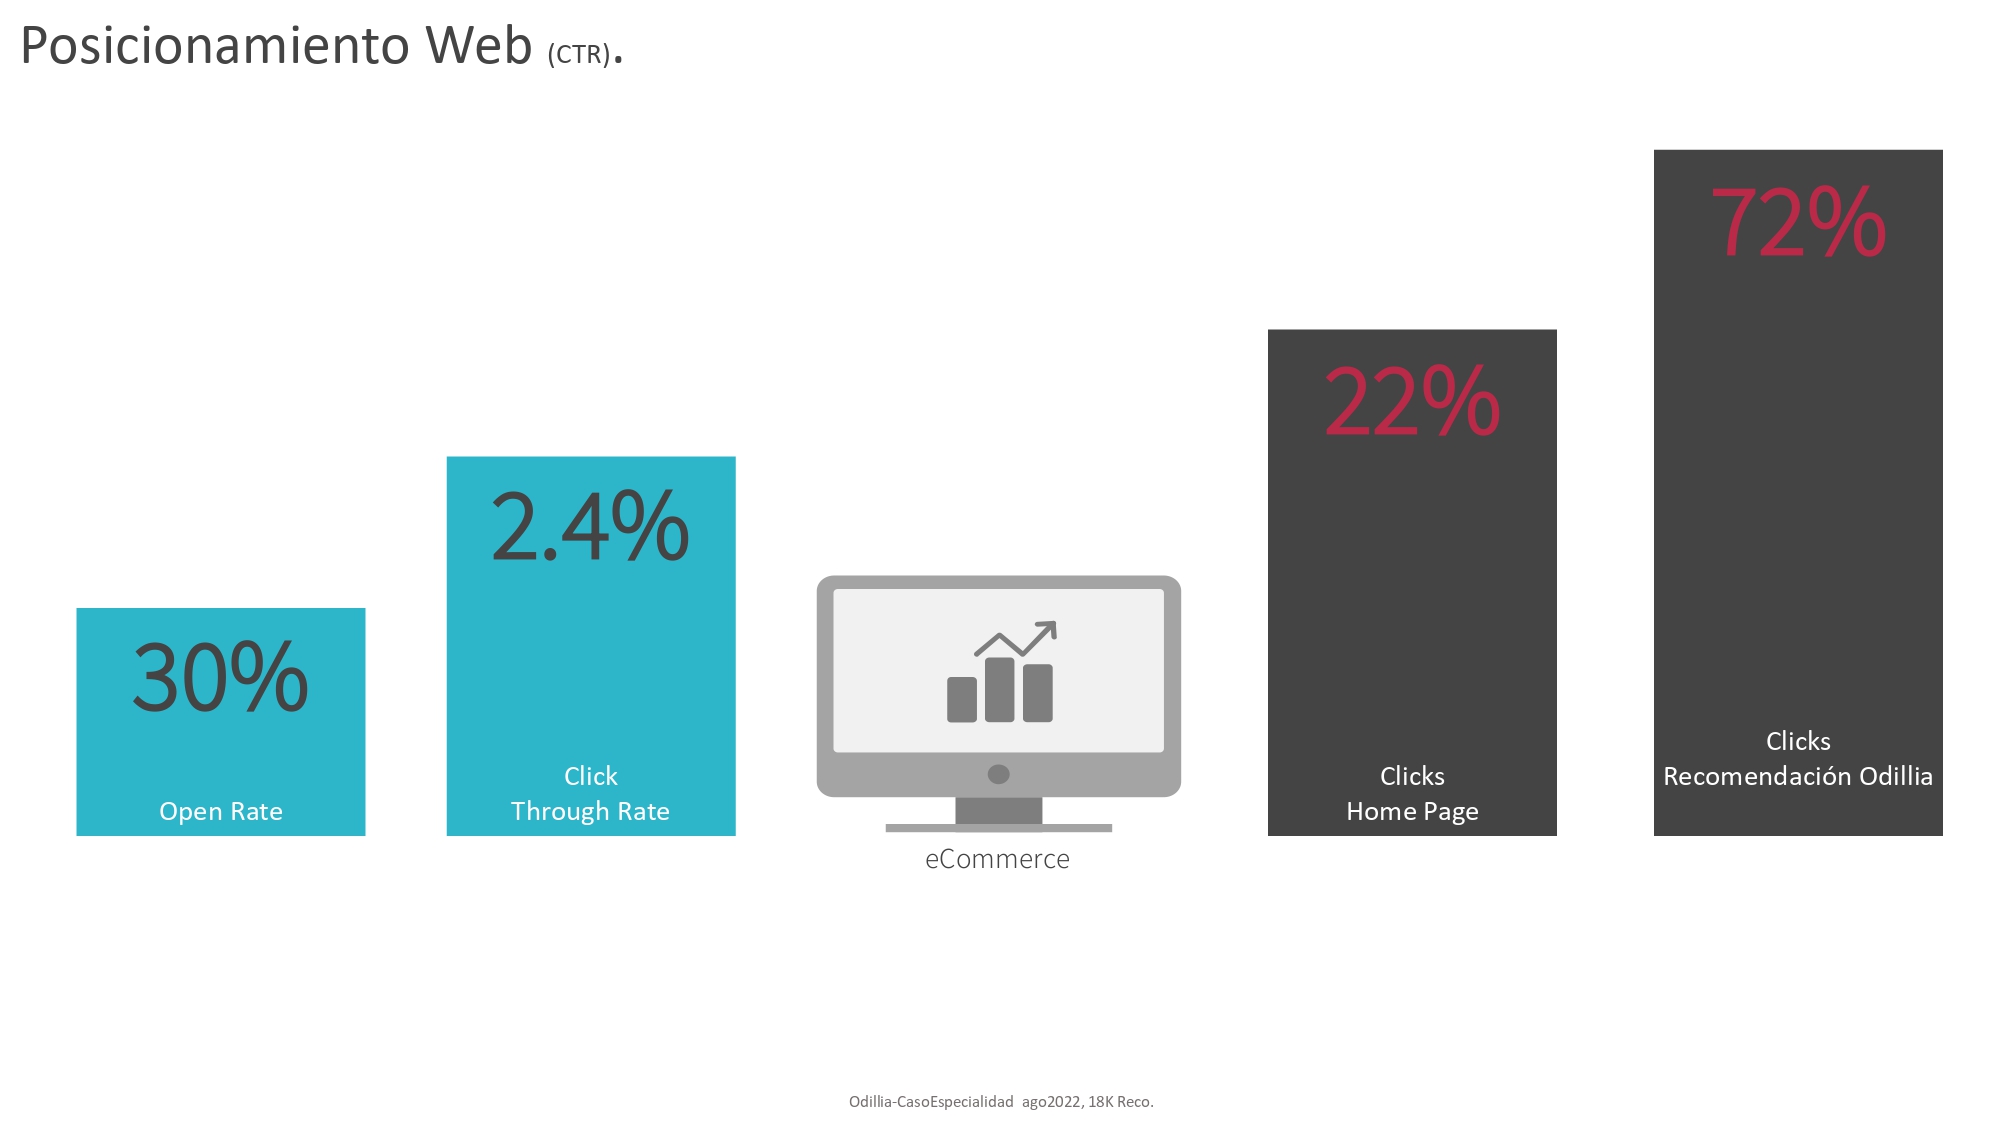 Posicionamiento Web (CTR).
30%
Open Rate
2.4%
Click
Through Rate
eCommerce
22%
Clicks
Home Page
72%
Clicks
Recomendación Odillia
Odillia-CasoEspecialidad ago2022, 18K Reco.